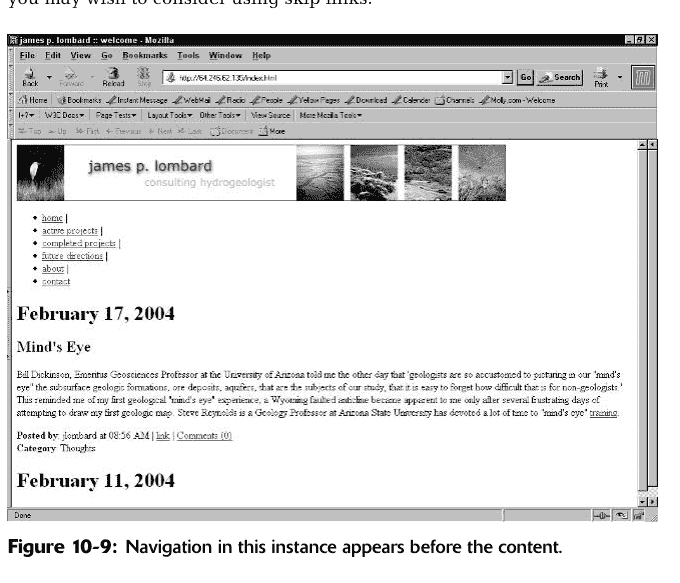 you may wish to consider using skip links.
james p. lombard :: welcome - Mozilla
File Edit View Go Bookmarks Tools Window Help
Back Forward Reload Stop http://64.246.62.135/index.html Go Search Print
Home Bookmarks Instant Message WebMail Radio People Yellow Pages Download Calendar Channels Molly.com - Welcome
W3C Docs Page Tests Layout Tools Other Tools View Source More Mozilla Tools
Top Up First Previous Next Last Document More
james p. lombard
consulting hydrogeologist
home |
active projects |
completed projects |
future directions |
about |
contact
February 17, 2004
Mind's Eye
Bill Dickinson, Emeritus Geosciences Professor at the University of Arizona told me the other day that 'geologists are so accustomed to picturing in our "mind's
eye" the subsurface geologic formations, ore deposits, aquifers, that are the subjects of our study, that it is easy to forget how difficult that is for non-geologists.'
This reminded me of my first geological "mind's eye" experience, a Wyoming faulted anticline became apparent to me only after several frustrating days of
attempting to draw my first geologic map. Steve Reynolds is a Geology Professor at Arizona State University has devoted a lot of time to "mind's eye" training.
Posted by: jlombard at 08:56 AM | link | Comments (0)
Category: Thoughts
February 11, 2004
Done
Figure 10-9: Navigation in this instance appears before the content.